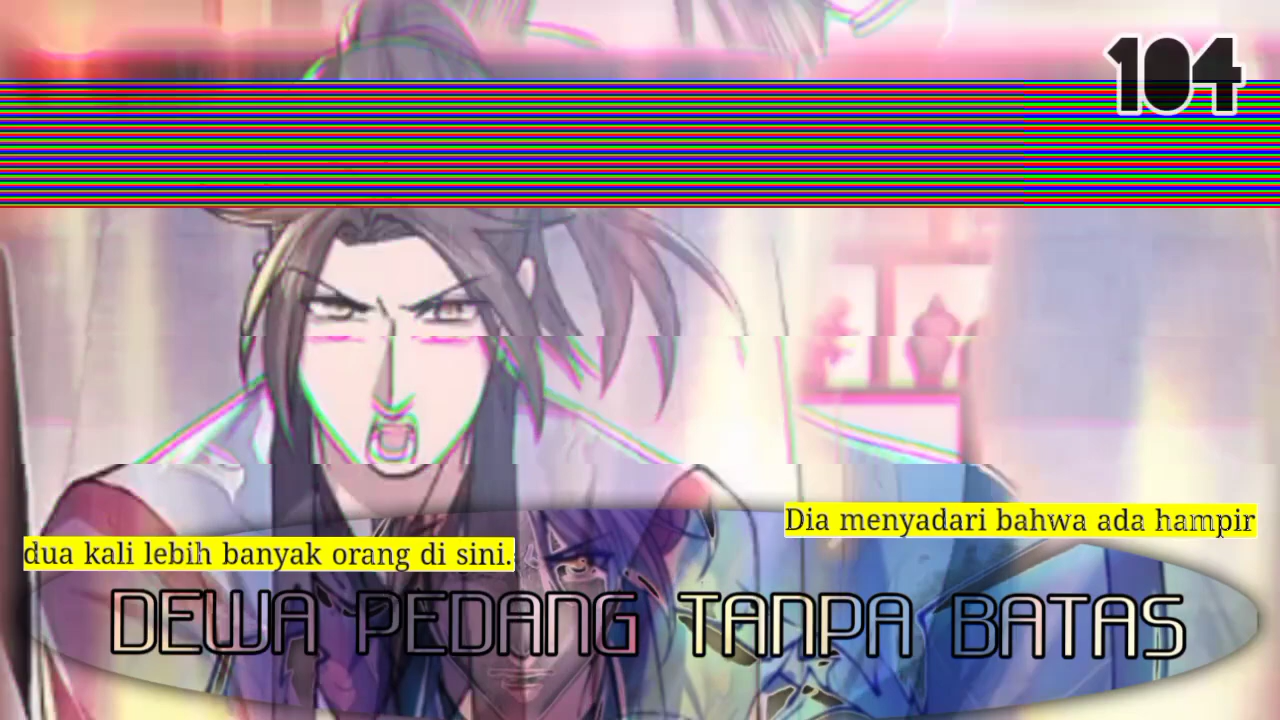 104
Dia menyadari bahwa ada hampir
dua kali lebih banyak orang di sini.
DEWA PEDANG TANPA BATAS